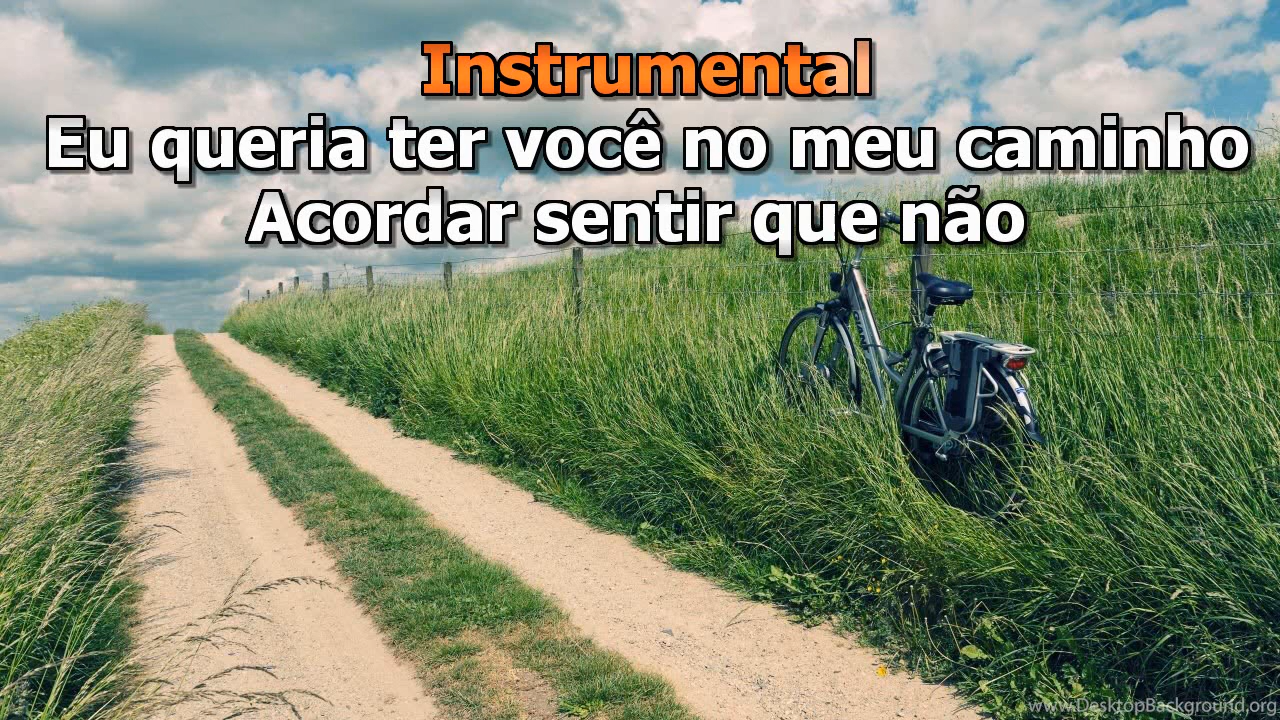 Instrumental
Eu queria ter você no meu caminho
Acordar sentir que não
www.DesktopBackground.org